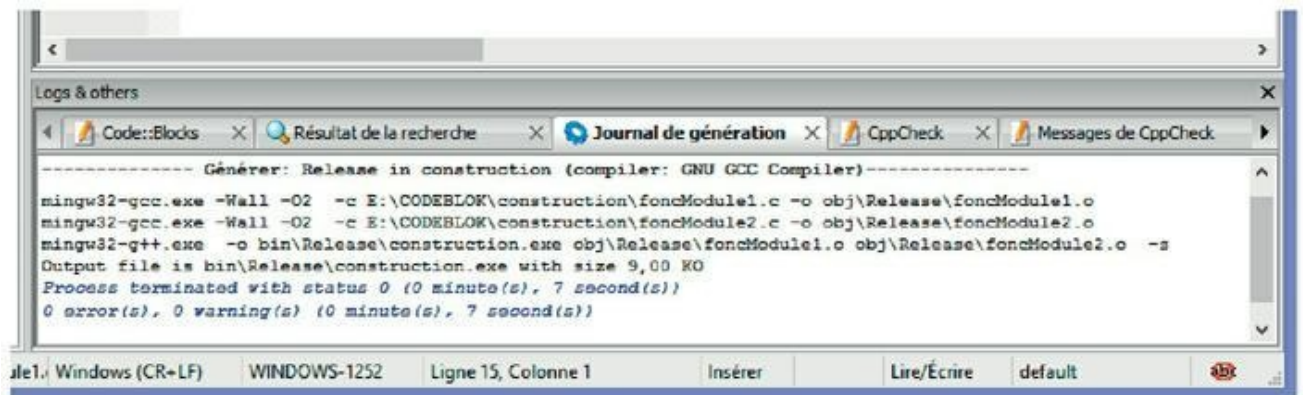 Logs & others
Code::Blocks Résultat de la recherche Journal de génération CppCheck Messages de CppCheck
-------------- Générer: Release in construction (compiler: GNU GCC Compiler)---------------
mingw32-gcc.exe -Wall -O2 -c E:\CODEBLOK\construction\foncModule1.c -o obj\Release\foncModule1.o
mingw32-gcc.exe -Wall -O2 -c E:\CODEBLOK\construction\foncModule2.c -o obj\Release\foncModule2.o
mingw32-g++.exe -o bin\Release\construction.exe obj\Release\foncModule1.o obj\Release\foncModule2.o -s
Output file is bin\Release\construction.exe with size 9,00 KO
Process terminated with status 0 (0 minute(s), 7 second(s))
0 error(s), 0 warning(s) (0 minute(s), 7 second(s))
ule1. Windows (CR+LF) WINDOWS-1252 Ligne 15, Colonne 1 Insérer Lire/Écrire default abc